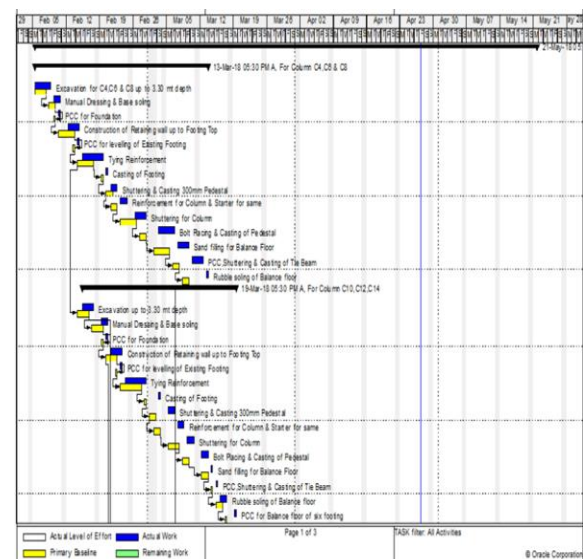 29 Feb 05 Feb 12 Feb 19 Feb 26 Mar 05 Mar 12 Mar 19 Mar 26 Apr 02 Apr 09 Apr 16 Apr 23 Apr 30 May 07 May 14 May 21
21-May-18 05
13-Mar-18 05:30 PM A, For Column C4,C6 & C8
Excavation for C4,C6 & C8 up to 3.30 mt depth
Manual Dressing & Base soling
PCC for Foundation
Construction of Retaining wall up to Footing Top
PCC for levelling of Existing Footing
Tying Reinforcement
Casting of Footing
Shuttering & Casting 300mm Pedestal
Reinforcement for Column & Starter for same
Shuttering for Column
Bolt Racing & Casting of Pedestal
Sand filling for Balance Floor
PCC,Shuttering & Casting of Tie Beam
Rubble soling of Balance floor
19-Mar-18 05:30 PM A, For Column C10,C12,C14
Excavation up to 3.30 mt depth
Manual Dressing & Base soling
PCC for Foundation
Construction of Retaining wall up to Footing Top
PCC for levelling of Existing Footing
Tying Reinforcement
Casting of Footing
Shuttering & Casting 300mm Pedestal
Reinforcement for Column & Starter for same
Shuttering for Column
Bolt Racing & Casting of Pedestal
Sand filling for Balance Floor
PCC,Shuttering & Casting of Tie Beam
Rubble soling of Balance floor
PCC for Balance Floor of six footing
Actual Level of Effort Actual Work Page 1 of 3 TASK filter: All Activities
Primary Baseline Remaining Work
© Oracle Corporation